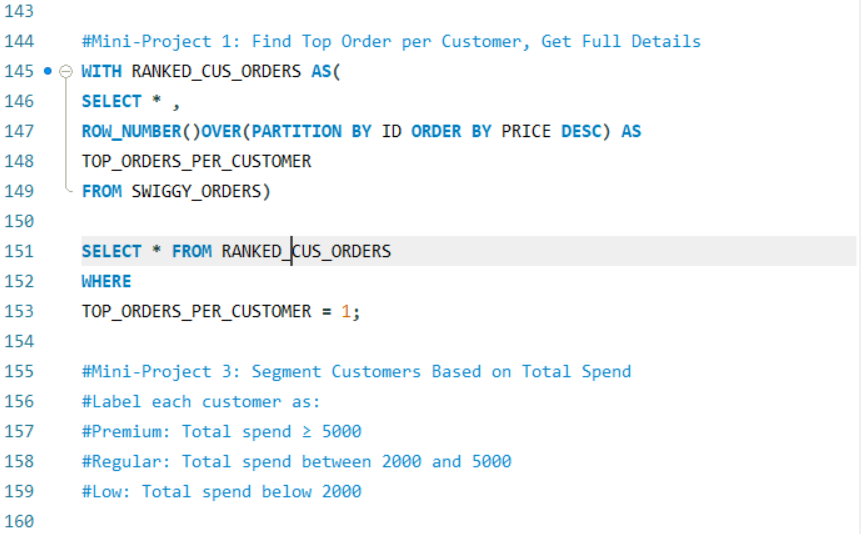 143
144 #Mini-Project 1: Find Top Order per Customer, Get Full Details
145 WITH RANKED_CUS_ORDERS AS(
146 SELECT * ,
147 ROW_NUMBER()OVER(PARTITION BY ID ORDER BY PRICE DESC) AS
148 TOP_ORDERS_PER_CUSTOMER
149 FROM SWIGGY_ORDERS)
150
151 SELECT * FROM RANKED_CUS_ORDERS
152 WHERE
153 TOP_ORDERS_PER_CUSTOMER = 1;
154
155 #Mini-Project 3: Segment Customers Based on Total Spend
156 #Label each customer as:
157 #Premium: Total spend ≥ 5000
158 #Regular: Total spend between 2000 and 5000
159 #Low: Total spend below 2000
160